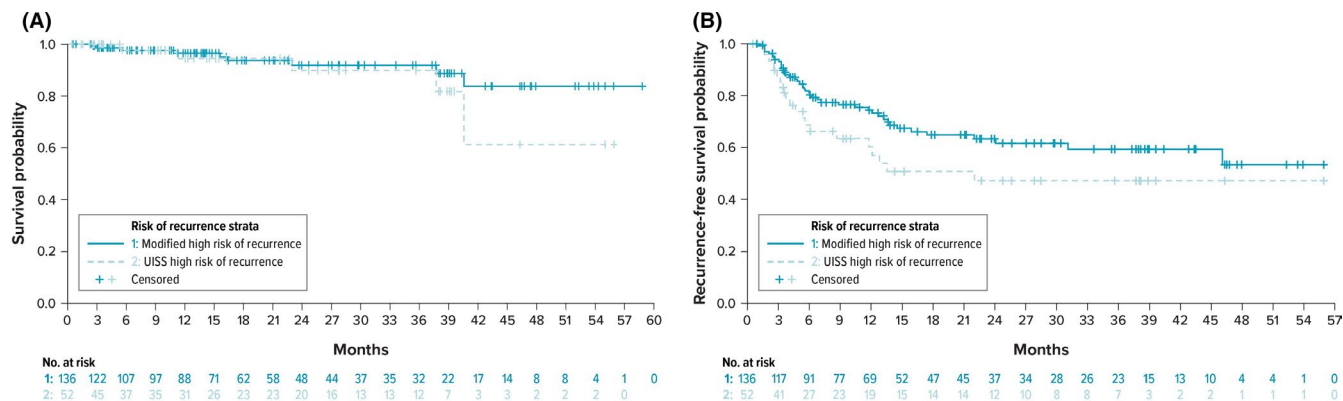 (A)
Survival probability
1.0
0.8
0.6
0.4
0.2
0.0
Risk of recurrence strata
1: Modified high risk of recurrence
2: UISS high risk of recurrence
Censored
0 3 6 9 12 15 18 21 24 27 30 33 36 39 42 45 48 51 54 57 60
Months
No. at risk
1: 136 122 107 97 88 71 62 58 48 44 37 35 32 22 17 14 8 8 4 1 0
2: 52 45 37 35 31 26 23 23 20 16 13 13 12 7 3 3 2 2 2 0
(B)
Recurrence-free survival probability
1.0
0.8
0.6
0.4
0.2
0.0
Risk of recurrence strata
1: Modified high risk of recurrence
2: UISS high risk of recurrence
Censored
0 3 6 9 12 15 18 21 24 27 30 33 36 39 42 45 48 51 54 57
Months
No. at risk
1: 136 117 91 77 69 52 47 45 37 34 28 26 23 15 13 10 4 4 1 0
2: 52 41 27 23 19 15 14 14 12 10 8 8 7 3 2 2 1 1 1 0